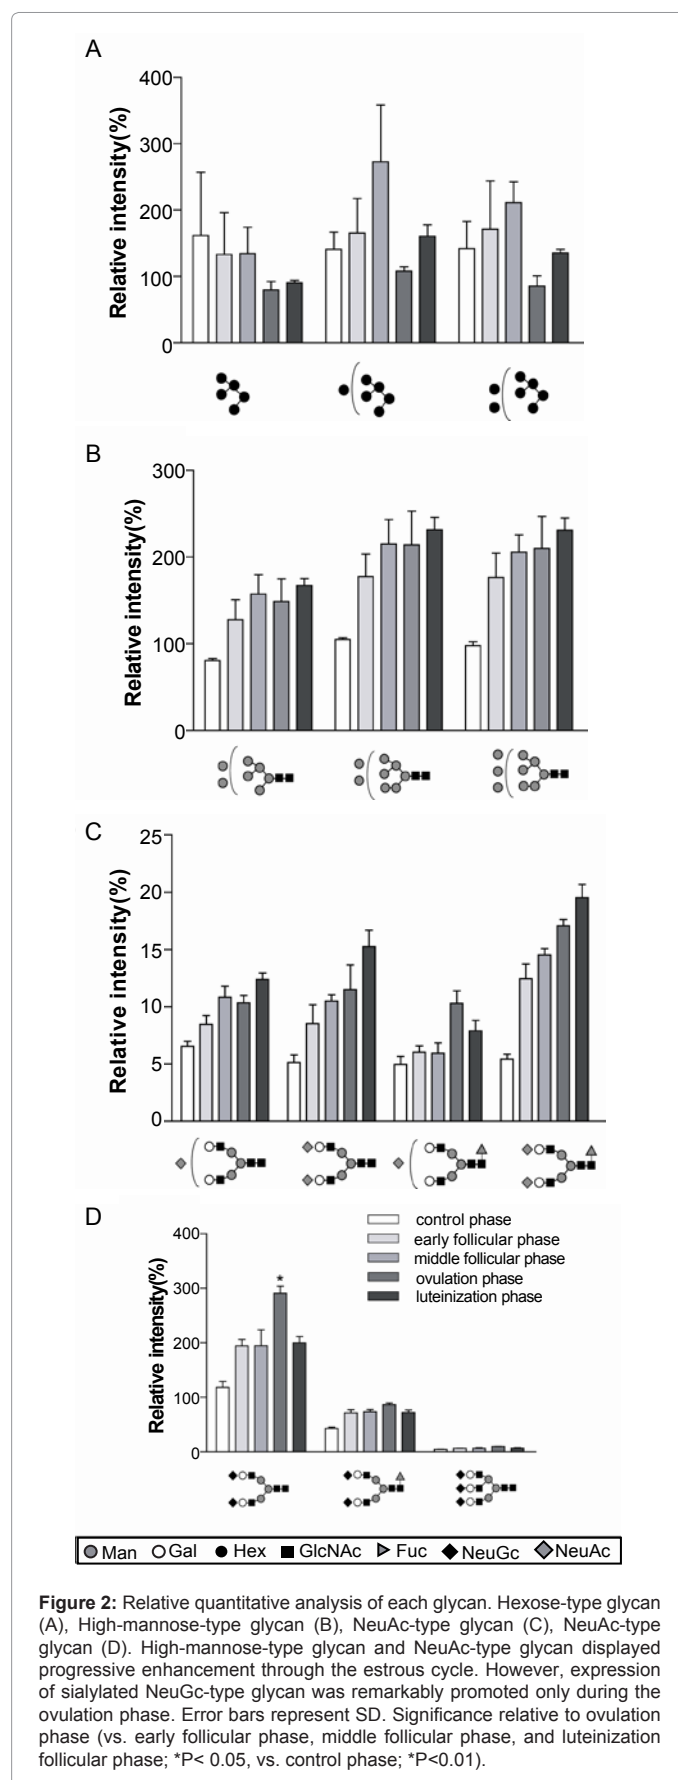 A
400
300
200
100
0
Relative intensity(%)
B
300
200
100
0
Relative intensity(%)
C
25
20
15
10
5
0
Relative intensity(%)
D
400
300
200
100
0
Relative intensity(%)
*
control phase
early follicular phase
middle follicular phase
ovulation phase
luteinization phase
Man Gal Hex GlcNAc Fuc NeuGc NeuAc
Figure 2: Relative quantitative analysis of each glycan. Hexose-type glycan
(A), High-mannose-type glycan (B), NeuAc-type glycan (C), NeuAc-type
glycan (D). High-mannose-type glycan and NeuAc-type glycan displayed
progressive enhancement through the estrous cycle. However, expression
of sialylated NeuGc-type glycan was remarkably promoted only during the
ovulation phase. Error bars represent SD. Significance relative to ovulation
phase (vs. early follicular phase, middle follicular phase, and luteinization
follicular phase; *P< 0.05, vs. control phase; *P<0.01).